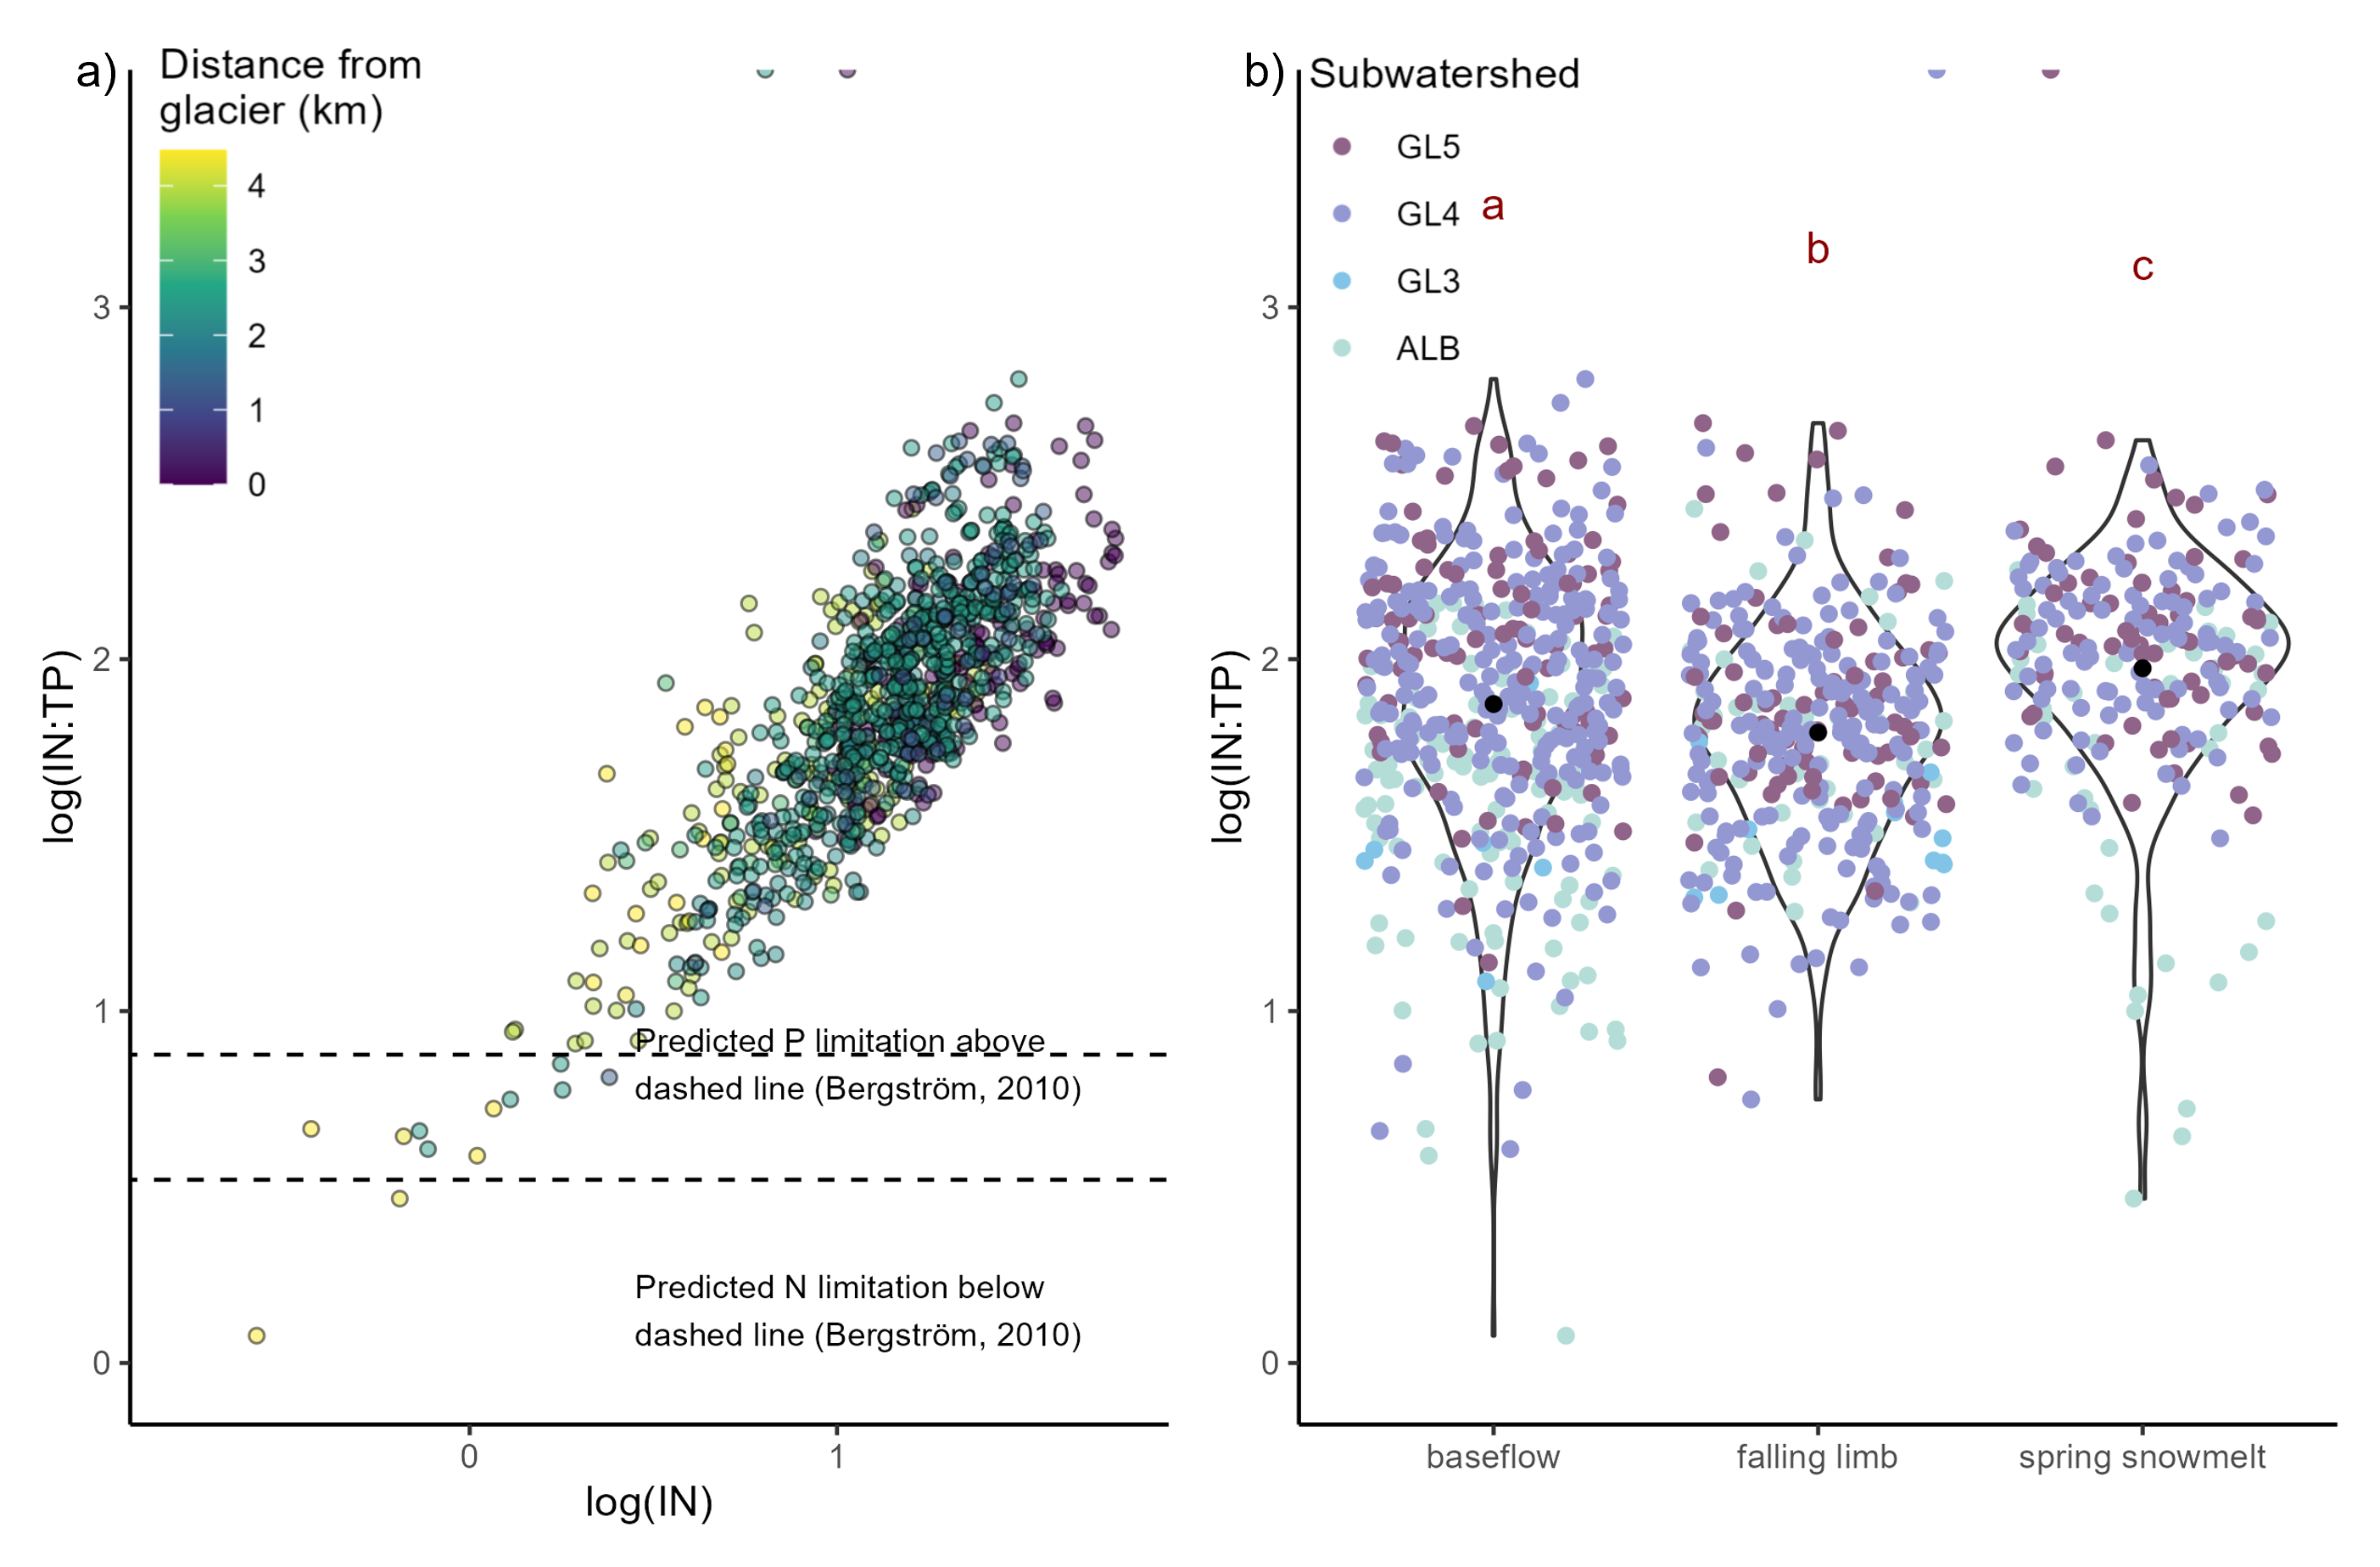 a)
Distance from
glacier (km)
4
3
2
1
0
3
2
1
0
log(IN:TP)
Predicted P limitation above
dashed line (Bergström, 2010)
Predicted N limitation below
dashed line (Bergström, 2010)
0 1
log(IN)
b) Subwatershed
GL5
GL4
GL3
ALB
a
b
c
3
2
1
0
log(IN:TP)
baseflow falling limb spring snowmelt